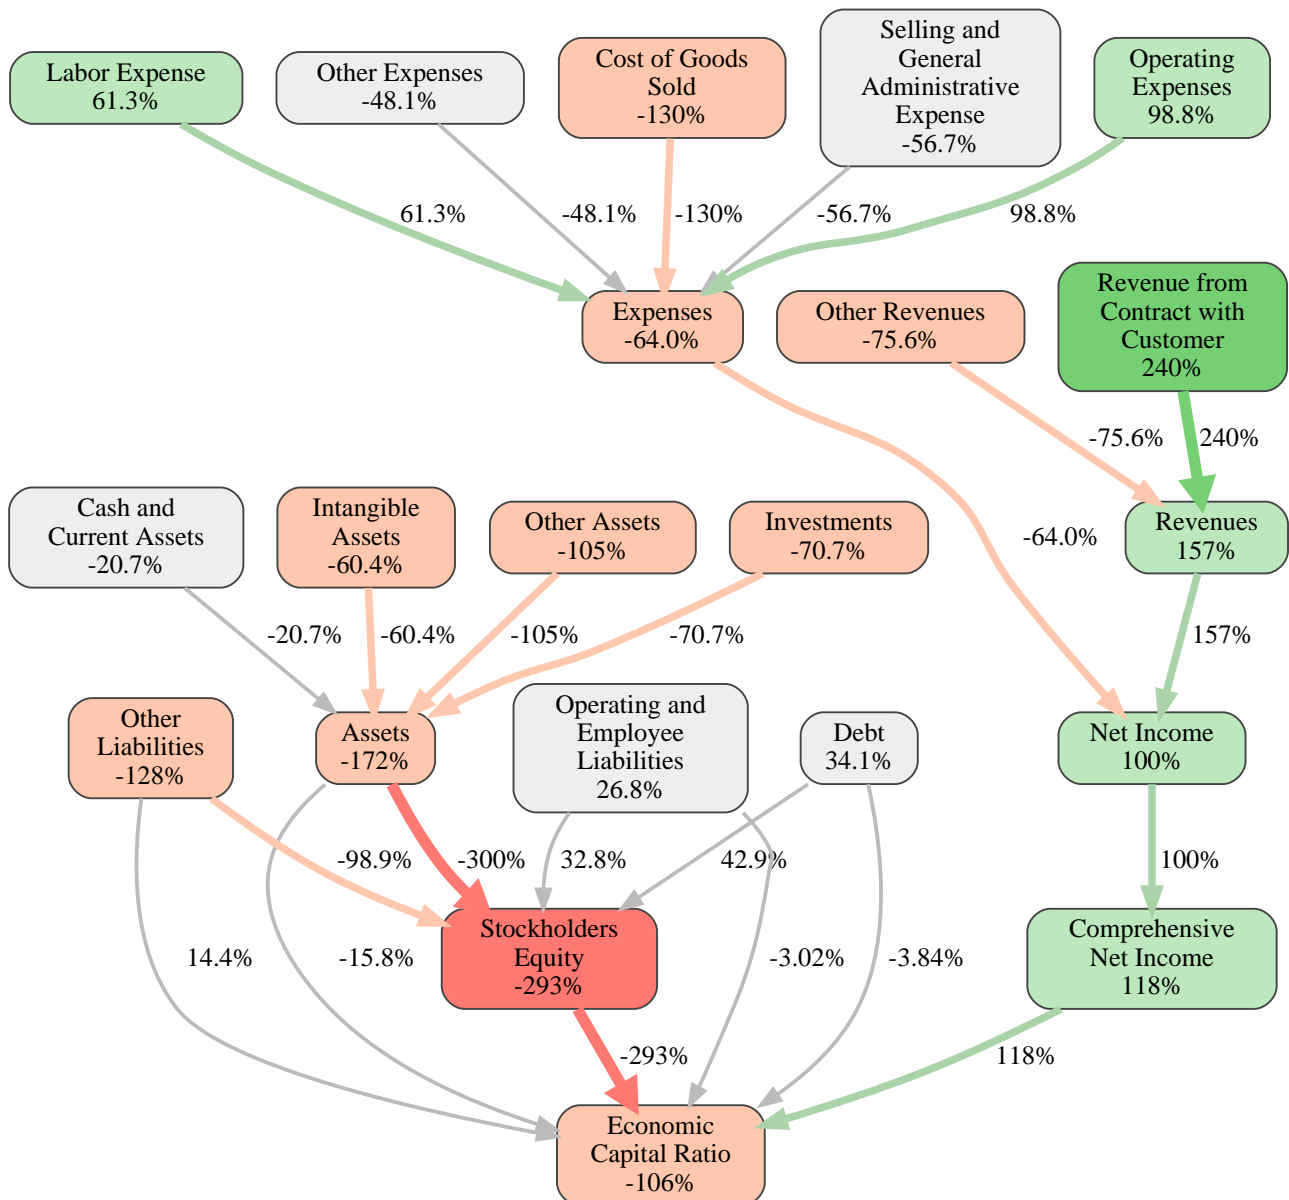 Labor Expense
61.3%
Other Expenses
-48.1%
Cost of Goods
Sold
-130%
Selling and
General
Administrative
Expense
-56.7%
Operating
Expenses
98.8%
61.3%
-48.1%
-130%
-56.7%
98.8%
Expenses
-64.0%
Other Revenues
-75.6%
Revenue from
Contract with
Customer
240%
-75.6%
240%
Cash and
Current Assets
-20.7%
Intangible
Assets
-60.4%
Other Assets
-105%
Investments
-70.7%
-64.0%
Revenues
157%
-20.7%
-60.4%
-105%
-70.7%
157%
Other
Liabilities
-128%
Assets
-172%
Operating and
Employee
Liabilities
26.8%
Debt
34.1%
Net Income
100%
-98.9%
-300%
32.8%
42.9%
100%
14.4%
-15.8%
Stockholders
Equity
-293%
-3.02%
-3.84%
Comprehensive
Net Income
118%
-293%
118%
Economic
Capital Ratio
-106%